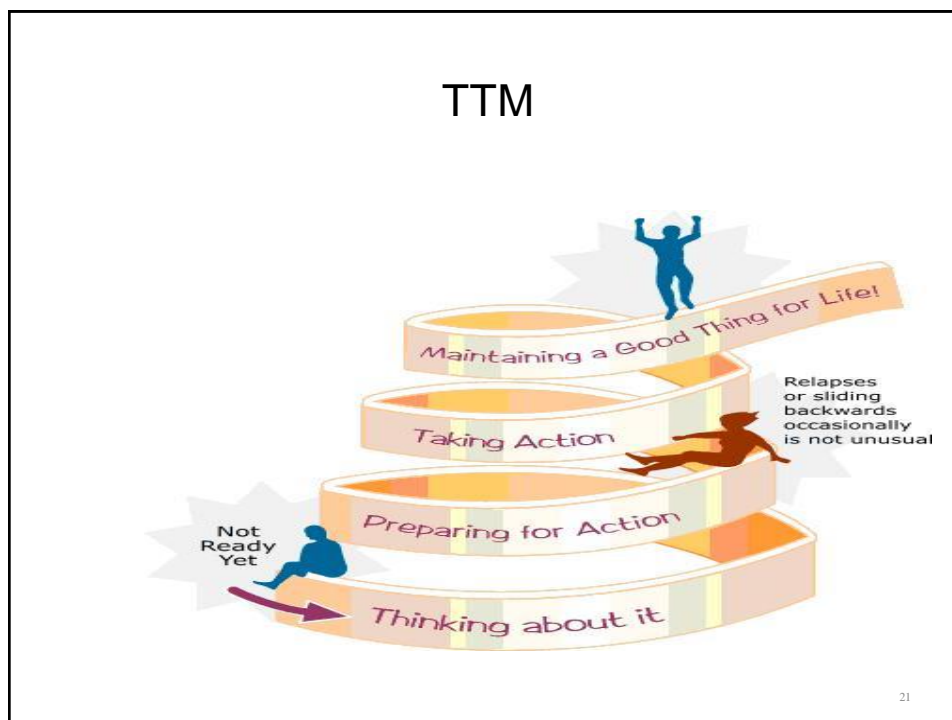 TTM
Maintaining a Good Thing for Life!
Relapses
or sliding
backwards
occasionally
is not unusual
Taking Action
Preparing for Action
Not
Ready
Yet
Thinking about it
21